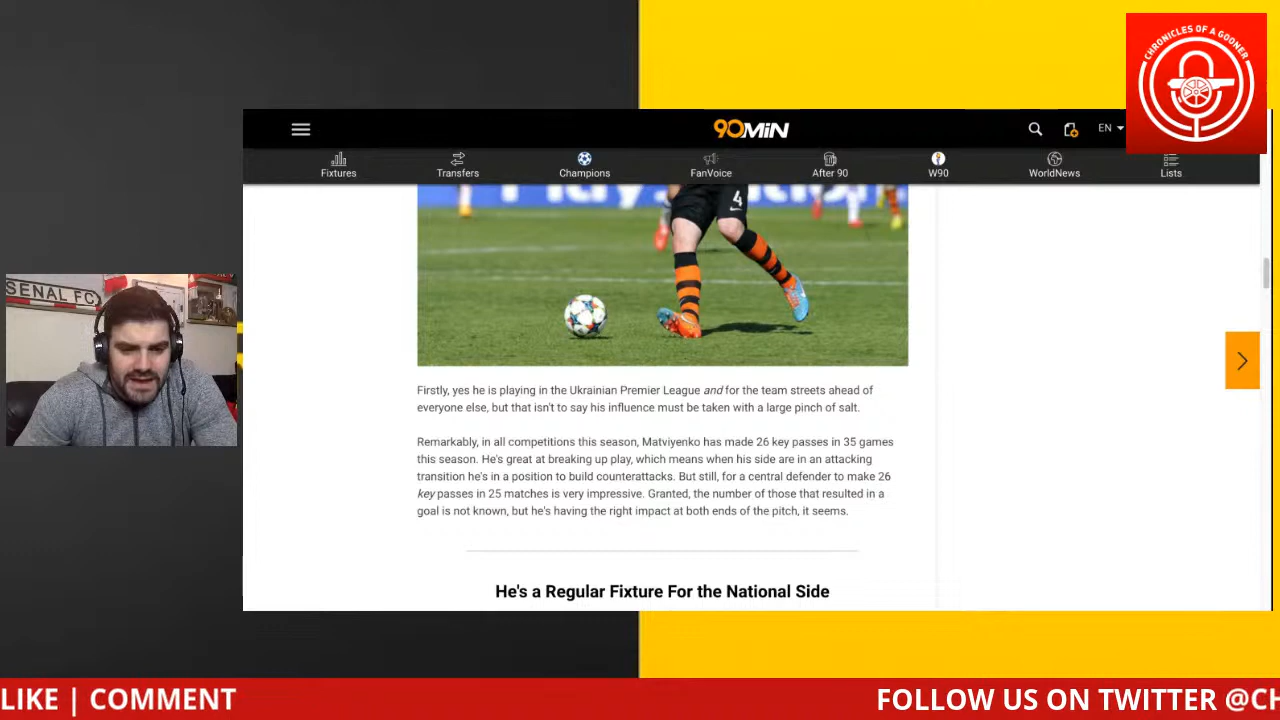 CHRONICLES OF A GOONER
90MiN
EN
Fixtures
Transfers
Champions
FanVoice
After 90
W90
WorldNews
Lists
4
SENAL FC
Firstly, yes he is playing in the Ukrainian Premier League and for the team streets ahead of
everyone else, but that isn't to say his influence must be taken with a large pinch of salt.
Remarkably, in all competitions this season, Matviyenko has made 26 key passes in 35 games
this season. He's great at breaking up play, which means when his side are in an attacking
transition he's in a position to build counterattacks. But still, for a central defender to make 26
key passes in 25 matches is very impressive. Granted, the number of those that resulted in a
goal is not known, but he's having the right impact at both ends of the pitch, it seems.
He's a Regular Fixture For the National Side
LIKE | COMMENT
FOLLOW US ON TWITTER @CH